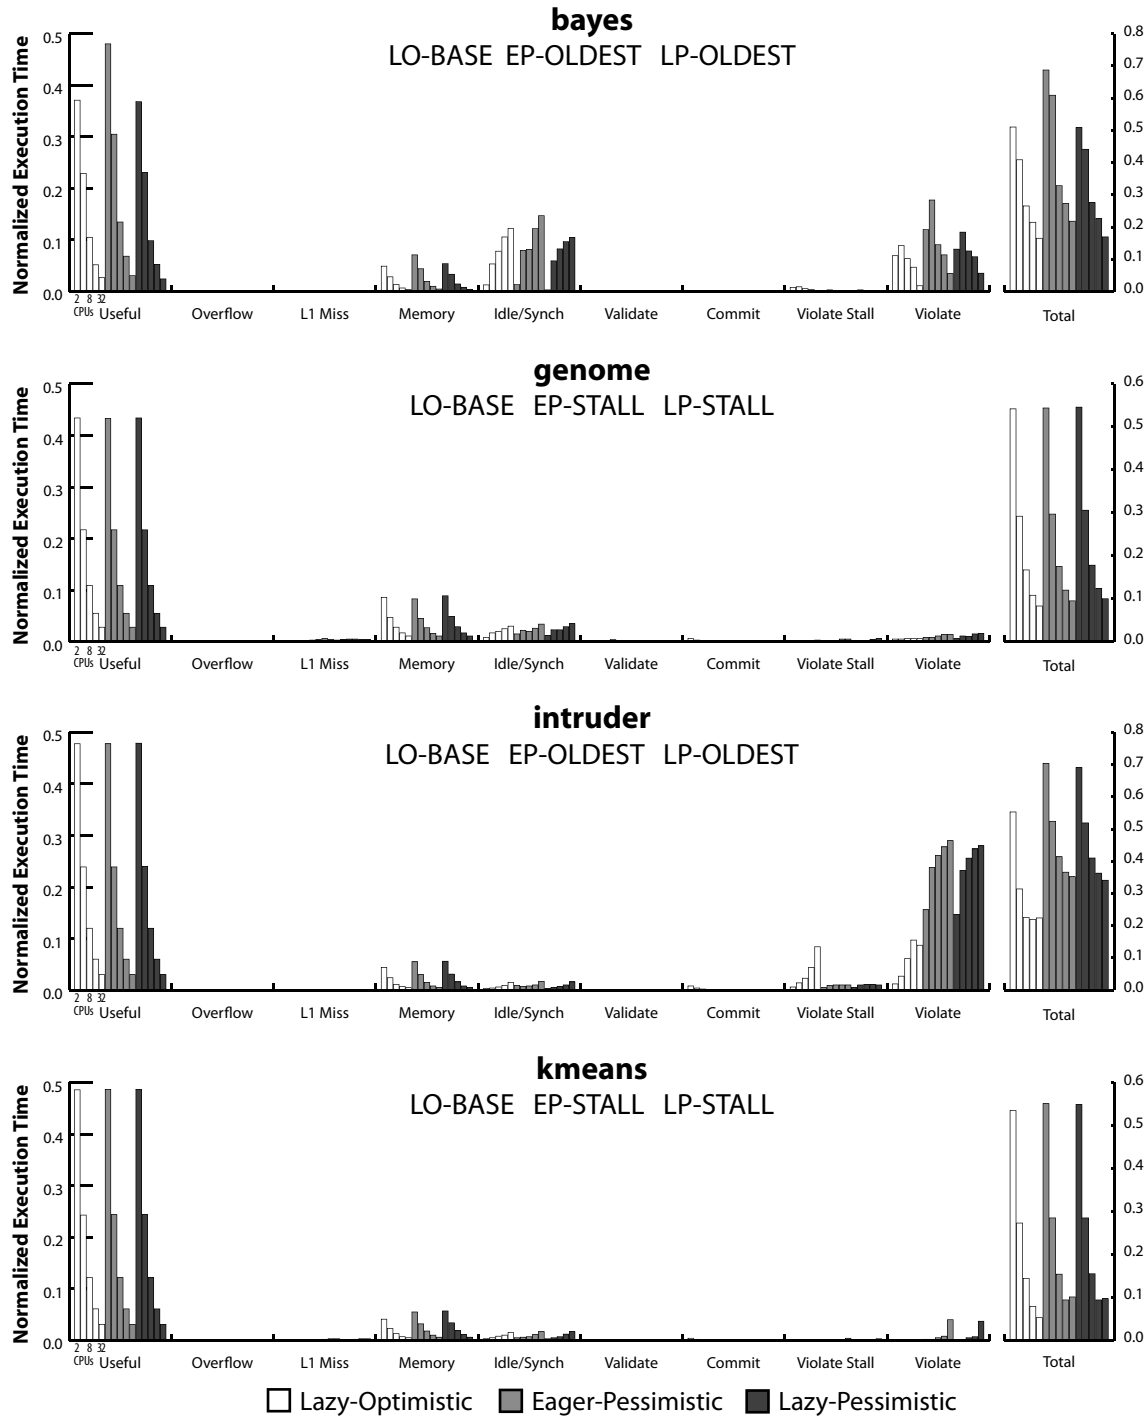 bayes
LO-BASE EP-OLDEST LP-OLDEST
Normalized Execution Time
0.5
0.4
0.3
0.2
0.1
0.0
0.8
0.7
0.6
0.5
0.4
0.3
0.2
0.1
0.0
2 8 32
CPUs
Useful Overflow L1 Miss Memory Idle/Synch Validate Commit Violate Stall Violate Total
genome
LO-BASE EP-STALL LP-STALL
Normalized Execution Time
0.5
0.4
0.3
0.2
0.1
0.0
0.6
0.5
0.4
0.3
0.2
0.1
0.0
2 8 32
CPUs
Useful Overflow L1 Miss Memory Idle/Synch Validate Commit Violate Stall Violate Total
intruder
LO-BASE EP-OLDEST LP-OLDEST
Normalized Execution Time
0.5
0.4
0.3
0.2
0.1
0.0
0.8
0.7
0.6
0.5
0.4
0.3
0.2
0.1
0.0
2 8 32
CPUs
Useful Overflow L1 Miss Memory Idle/Synch Validate Commit Violate Stall Violate Total
kmeans
LO-BASE EP-STALL LP-STALL
Normalized Execution Time
0.5
0.4
0.3
0.2
0.1
0.0
0.6
0.5
0.4
0.3
0.2
0.1
0.0
2 8 32
CPUs
Useful Overflow L1 Miss Memory Idle/Synch Validate Commit Violate Stall Violate Total
Lazy-Optimistic Eager-Pessimistic Lazy-Pessimistic